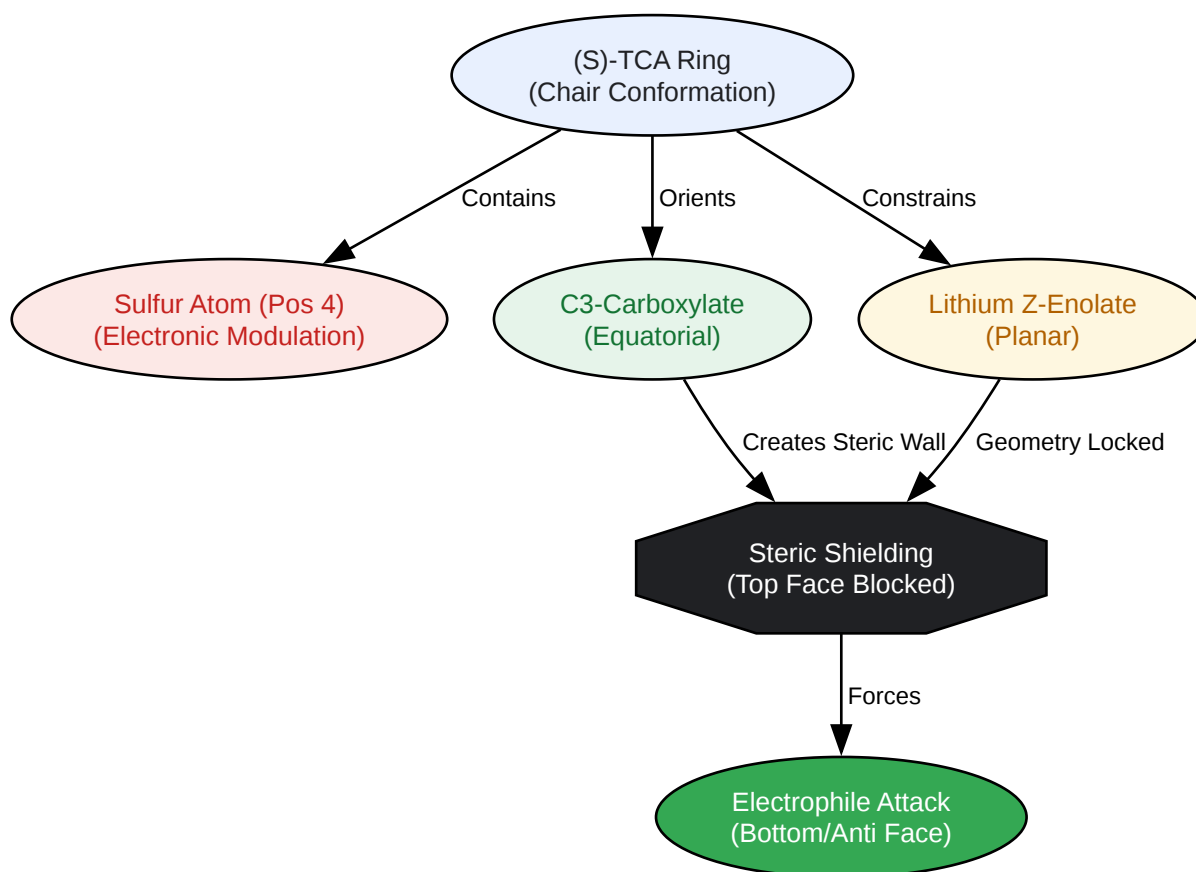 (S)-TCA Ring
(Chair Conformation)
Contains
Orients
Constrains
Sulfur Atom (Pos 4)
(Electronic Modulation)
C3-Carboxylate
(Equatorial)
Lithium Z-Enolate
(Planar)
Creates Steric Wall
Geometry Locked
Steric Shielding
(Top Face Blocked)
Forces
Electrophile Attack
(Bottom/Anti Face)